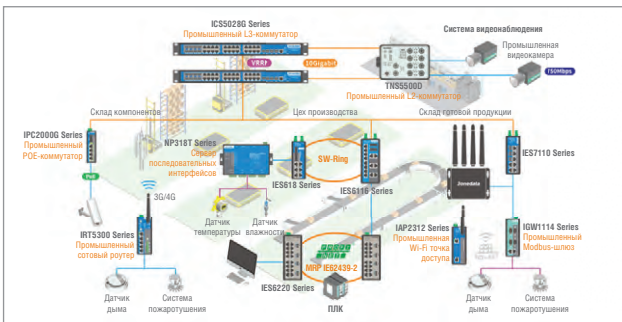 ICS5028G Series
Промышленный L3-коммутатор
VRRP
10Gigabit
Система видеонаблюдения
Промышленная
видеокамера
150Mbps
TNS5500D
Промышленный L2-коммутатор
Склад компонентов
Цех производства
Склад готовой продукции
IPC2000G Series
Промышленный
POE-коммутатор
PoE
NP318T Series
Сервер
последовательных
интерфейсов
SW-Ring
IES618 Series
IES6116 Series
IES7110 Series
3onedata
3G/4G
IRT5300 Series
Промышленный
сотовый роутер
Датчик
температуры
Датчик
влажности
IAP2312 Series
Промышленная
Wi-Fi точка
доступа
IGW1114 Series
Промышленный
Modbus-шлюз
MRP IE62439-2
IES6220 Series
ПЛК
Датчик
дыма
Система
пожаротушения
Датчик
дыма
Система
пожаротушения